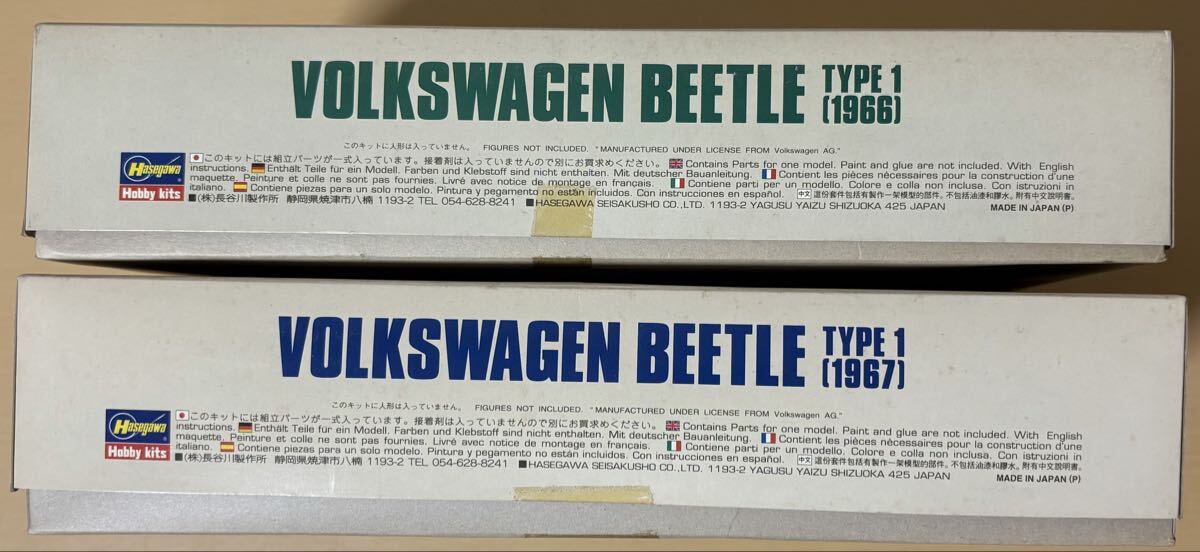 VOLKSWAGEN BEETLE TYPE 1
(1966)
このキットに人形は入っていません。 FIGURES NOT INCLUDED. "MANUFACTURED UNDER LICENSE FROM Volkswagen AG."
Hasegawa
Hobby kits
このキットには組立パーツが一式入っています。接着剤は入っていませんので別にお買求めください。 Contains Parts for one model. Paint and glue are not included. With English
instructions. Enthält Teile für ein Modell. Farben und Klebstoff sind nicht enthalten. Mit deutscher Bauanleitung. Contient les pièces nécessaires pour la construction d'une
maquette. Peinture et colle ne sont pas fournies. Livré avec notice de montage en français. Contiene parti per un modello. Colore e colla non inclusa. Con istruzioni in
italiano. Contiene piezas para un solo modelo. Pintura y pegamento no están incluidos. Con instrucciones en español. 中文 這份套件包括有製作一架模型的部件。不包括油漆和膠水。附有中文説明書。
■(株)長谷川製作所 静岡県焼津市八楠 1193-2 TEL 054-628-8241 ■HASEGAWA SEISAKUSHO CO.,LTD. 1193-2 YAGUSU YAIZU SHIZUOKA 425 JAPAN MADE IN JAPAN (P)
VOLKSWAGEN BEETLE TYPE 1
(1967)
このキットに人形は入っていません。 FIGURES NOT INCLUDED. "MANUFACTURED UNDER LICENSE FROM Volkswagen AG."
Hasegawa
Hobby kits
このキットには組立パーツが一式入っています。接着剤は入っていませんので別にお買求めください。 Contains Parts for one model. Paint and glue are not included. With English
instructions. Enthält Teile für ein Modell. Farben und Klebstoff sind nicht enthalten. Mit deutscher Bauanleitung. Contient les pièces nécessaires pour la construction d'une
maquette. Peinture et colle ne sont pas fournies. Livré avec notice de montage en français. Contiene parti per un modello. Colore e colla non inclusa. Con istruzioni in
italiano. Contiene piezas para un solo modelo. Pintura y pegamento no están incluidos. Con instrucciones en español. 中文 這份套件包括有製作一架模型的部件。不包括油漆和膠水。附有中文説明書。
■(株)長谷川製作所 静岡県焼津市八楠 1193-2 TEL 054-628-8241 ■HASEGAWA SEISAKUSHO CO.,LTD. 1193-2 YAGUSU YAIZU SHIZUOKA 425 JAPAN MADE IN JAPAN (P)